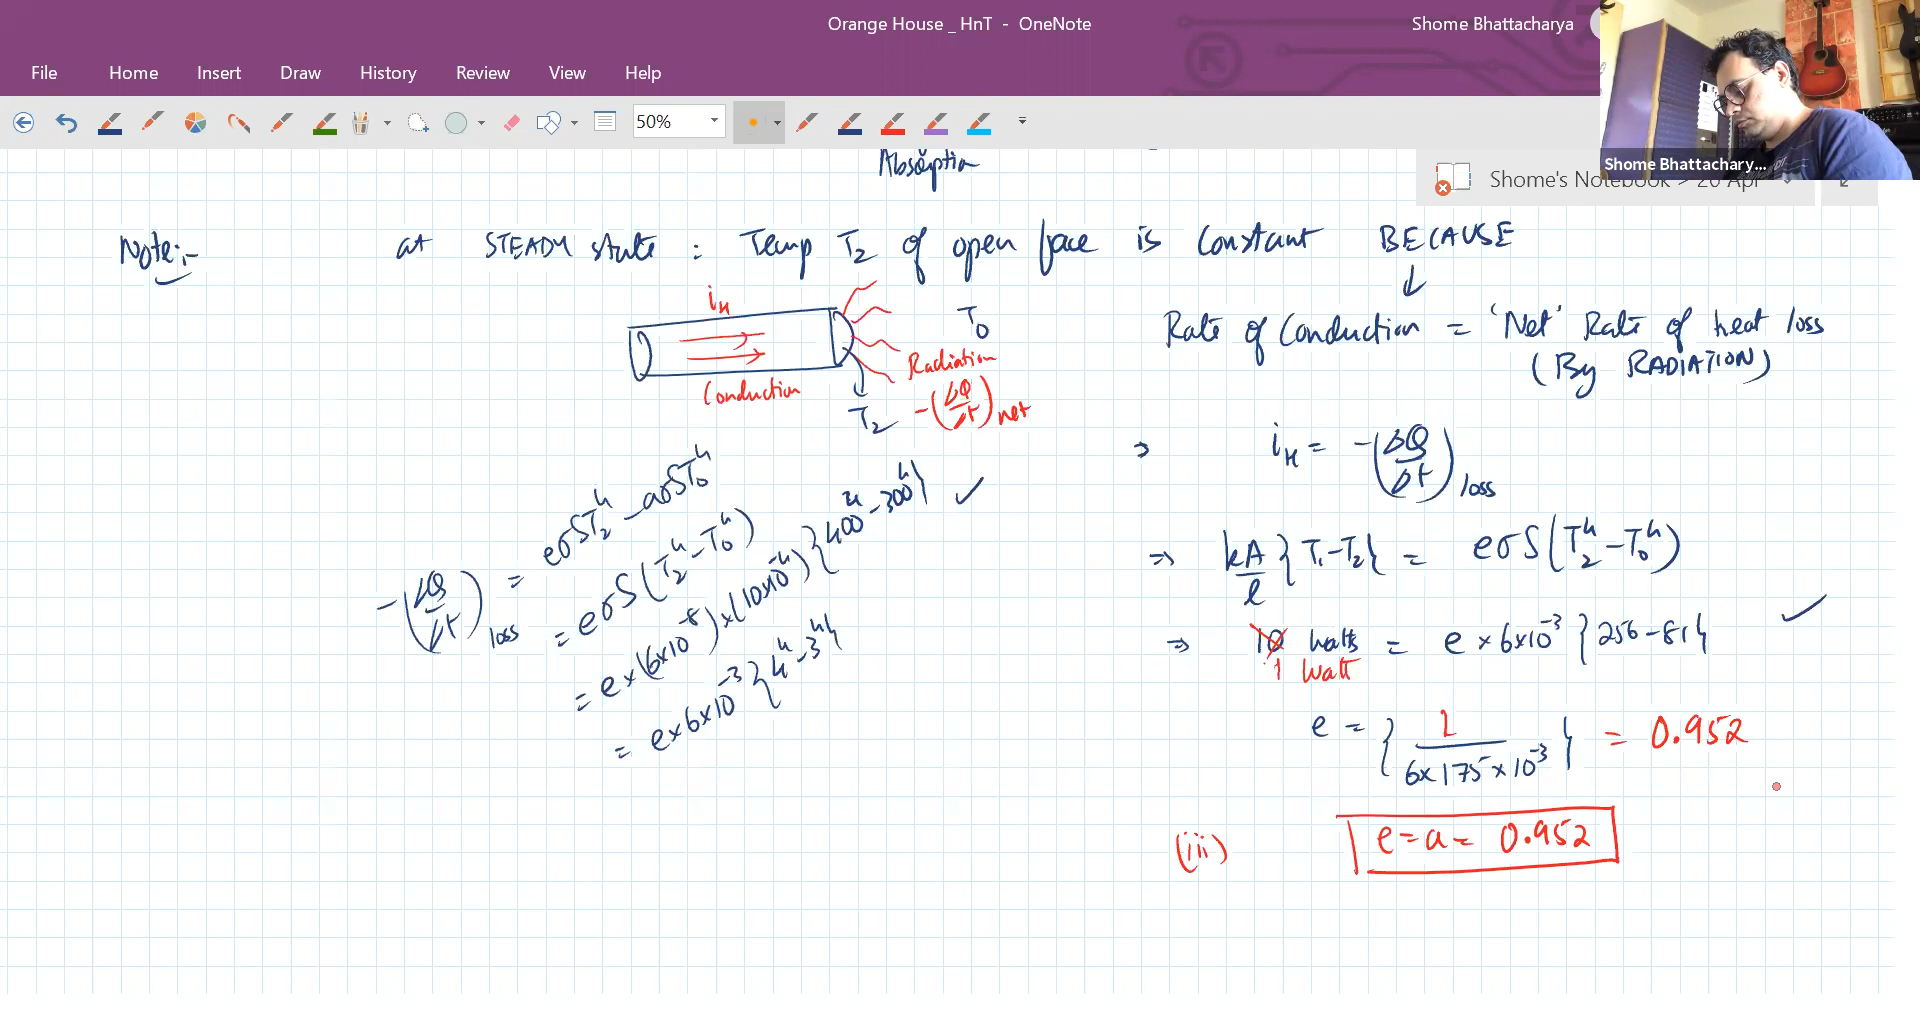 Orange House _ HnT - OneNote
Shome Bhattacharya
File Home Insert Draw History Review View Help
50%
Shome Bhattachary...
Shome's Notebook > 26 Apr
Absorption
Note:- at STEADY state : Temp T₂ of open face is constant BECAUSE
↓
Rate of Conduction = 'Net' Rate of heat loss
(By RADIATION)
i_H
Conduction
T₀
Radiation
T₂
-(ΔQ/Δt) net
⇒ i_H = -(ΔQ/Δt) loss
⇒ kA/l {T₁-T₂} = eσS(T₂⁴-T₀⁴)
⇒ 10 watts = e × 6×10⁻³ {256-81} ✓
1 watt
e = {1/(6×175×10⁻³)} = 0.952
(iii) e = a = 0.952
-(ΔQ/Δt) loss = eσST₂⁴ - aσST₀⁴
= eσS(T₂⁴-T₀⁴)
= e×(6×10⁻⁸)×(10×10⁻⁴){400⁴-300⁴} ✓
= e×6×10⁻³{4⁴-3⁴}